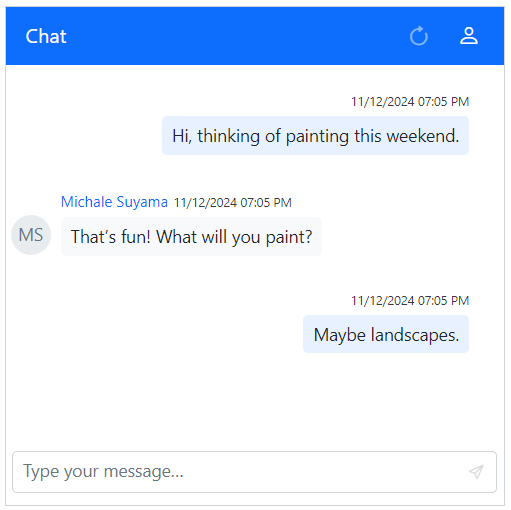 Chat
11/12/2024 07:05 PM
Hi, thinking of painting this weekend.
Michale Suyama 11/12/2024 07:05 PM
MS
That’s fun! What will you paint?
11/12/2024 07:05 PM
Maybe landscapes.
Type your message…